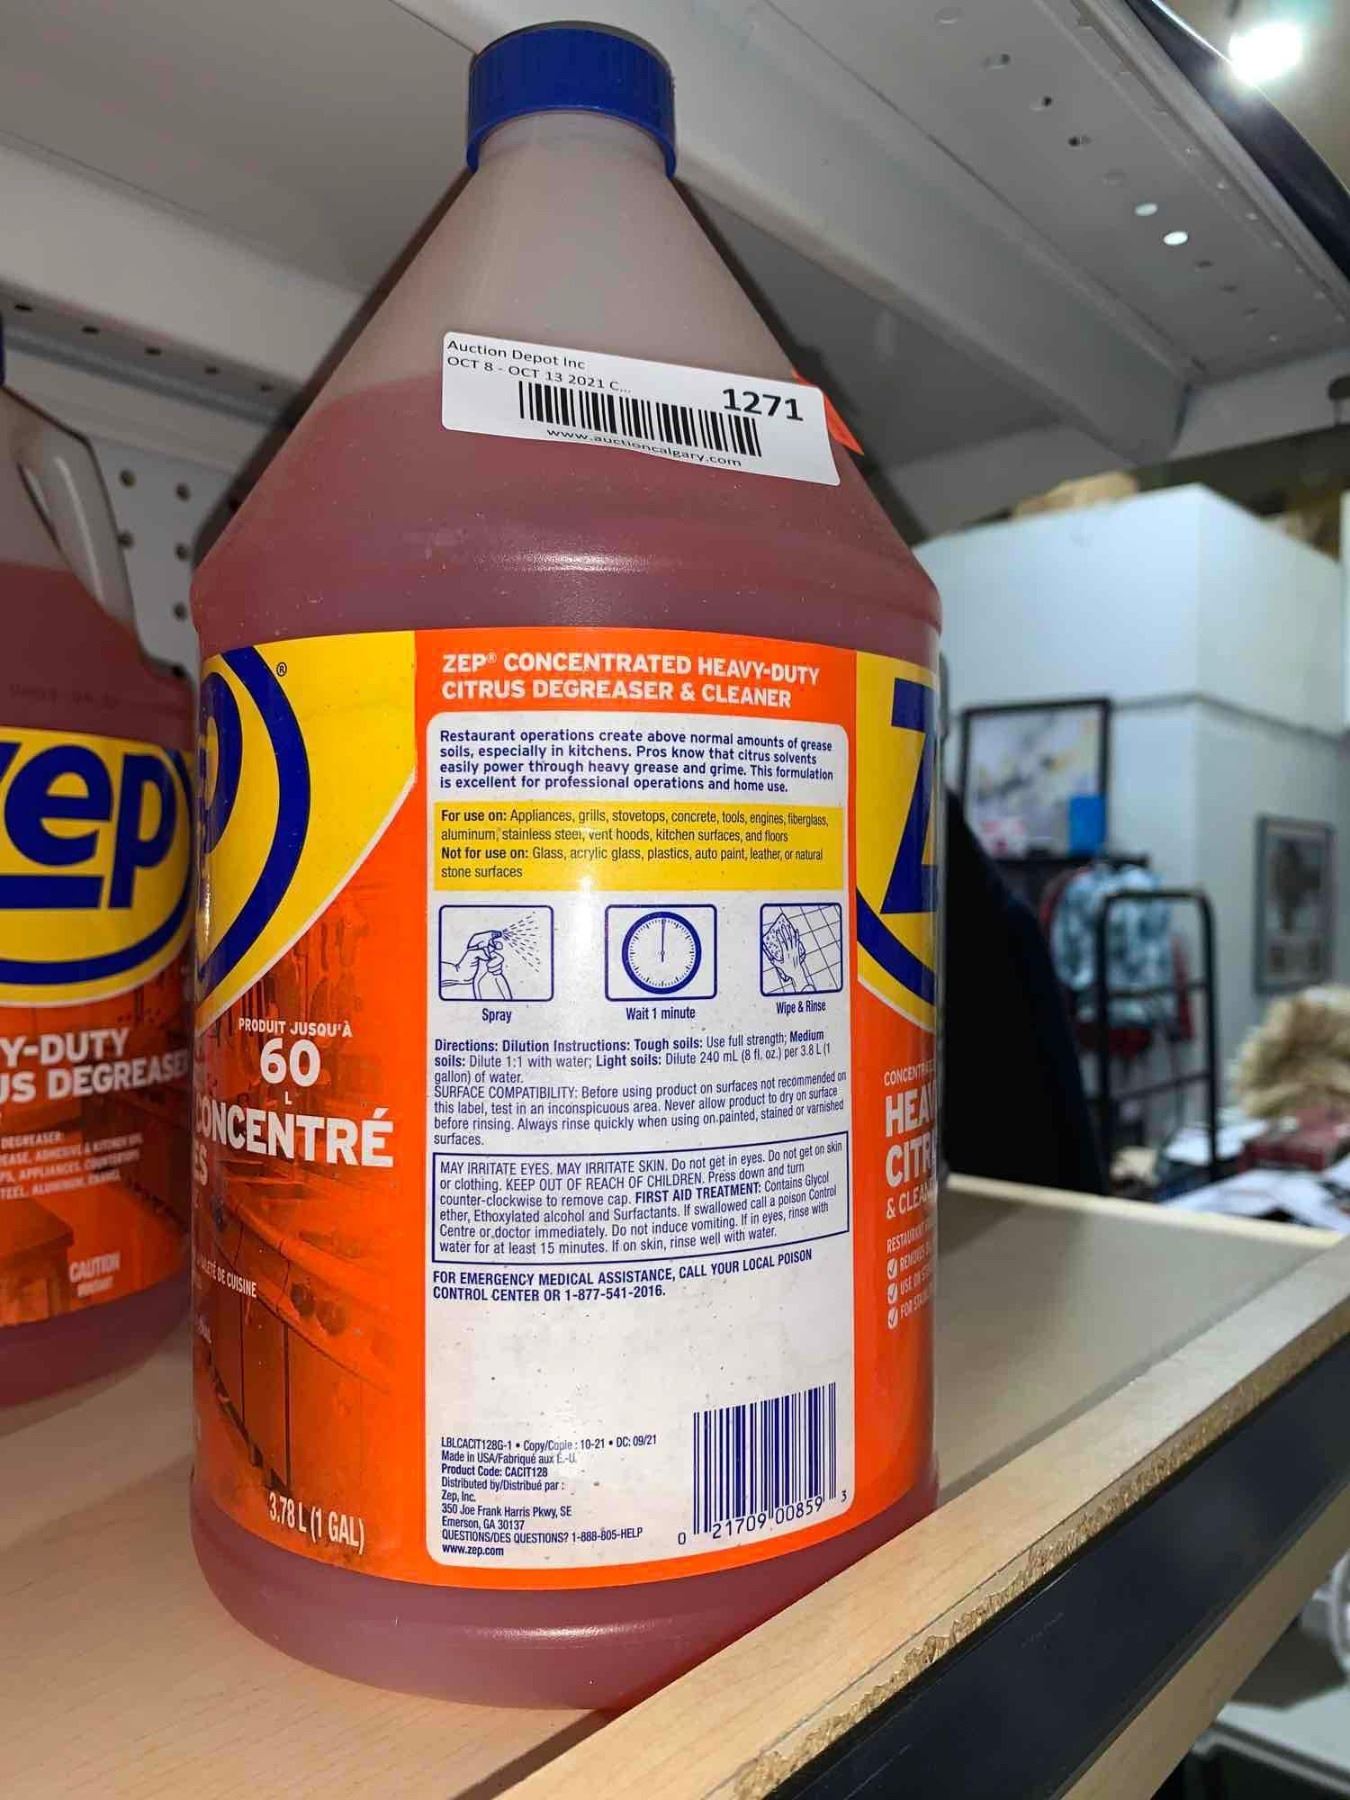 Auction Depot Inc
OCT 8 - OCT 13 2021 C...
1271
www.auctioncalgary.com
®
ZEP® CONCENTRATED HEAVY-DUTY
CITRUS DEGREASER & CLEANER
Restaurant operations create above normal amounts of grease
soils, especially in kitchens. Pros know that citrus solvents
easily power through heavy grease and grime. This formulation
is excellent for professional operations and home use.
For use on: Appliances, grills, stovetops, concrete, tools, engines, fiberglass,
aluminum, stainless steel, vent hoods, kitchen surfaces, and floors
Not for use on: Glass, acrylic glass, plastics, auto paint, leather, or natural
stone surfaces
Spray
Wait 1 minute
Wipe & Rinse
Directions: Dilution Instructions: Tough soils: Use full strength; Medium
soils: Dilute 1:1 with water; Light soils: Dilute 240 mL (8 fl. oz.) per 3.8 L (1
gallon) of water.
SURFACE COMPATIBILITY: Before using product on surfaces not recommended on
this label, test in an inconspicuous area. Never allow product to dry on surface
before rinsing. Always rinse quickly when using on painted, stained or varnished
surfaces.
MAY IRRITATE EYES. MAY IRRITATE SKIN. Do not get in eyes. Do not get on skin
or clothing. KEEP OUT OF REACH OF CHILDREN. Press down and turn
counter-clockwise to remove cap. FIRST AID TREATMENT: Contains Glycol
ether, Ethoxylated alcohol and Surfactants. If swallowed call a poison Control
Centre or doctor immediately. Do not induce vomiting. If in eyes, rinse with
water for at least 15 minutes. If on skin, rinse well with water.
FOR EMERGENCY MEDICAL ASSISTANCE, CALL YOUR LOCAL POISON
CONTROL CENTER OR 1-877-541-2016.
LBLCACIT128G-1 • Copy/Copie : 10-21 • DC: 09/21
Made in USA/Fabriqué aux É.-U.
Product Code: CACIT128
Distributed by/Distribué par :
Zep, Inc.
350 Joe Frank Harris Pkwy, SE
Emerson, GA 30137
QUESTIONS/DES QUESTIONS? 1-888-805-HELP
www.zep.com
0 21709 00859 3
PRODUIT JUSQU'À
60
L
CONCENTRÉ
DE CUISINE
3.78 L (1 GAL)
zep
Y-DUTY
US DEGREASE
DEGREASER
CAUTION
Z
HEA
CIT
& CLEA